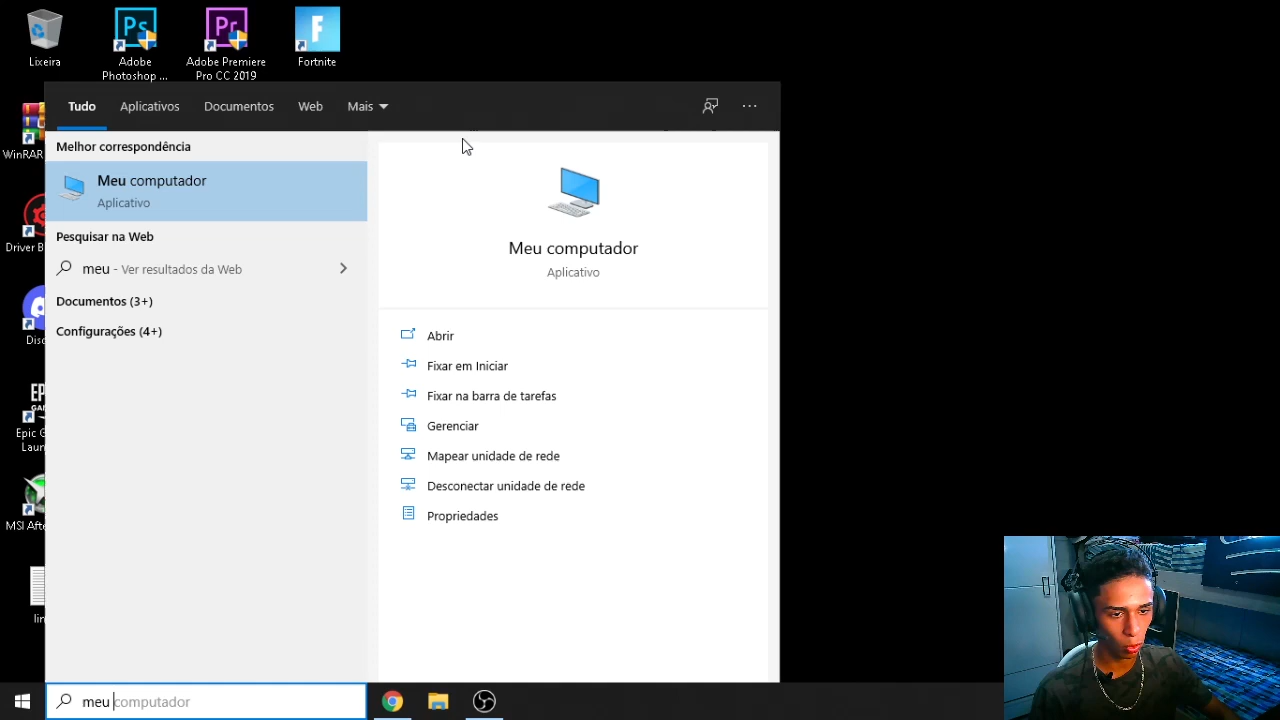 Lixeira
Adobe
Photoshop ...
Adobe Premiere
Pro CC 2019
Fortnite
WinRAR
Driver B
Disc
EPI
GA
Epic G
Laun
MSI Afte
lin
Tudo
Aplicativos
Documentos
Web
Mais
Melhor correspondência
Meu computador
Aplicativo
Pesquisar na Web
meu - Ver resultados da Web
Documentos (3+)
Configurações (4+)
Meu computador
Aplicativo
Abrir
Fixar em Iniciar
Fixar na barra de tarefas
Gerenciar
Mapear unidade de rede
Desconectar unidade de rede
Propriedades
meu computador